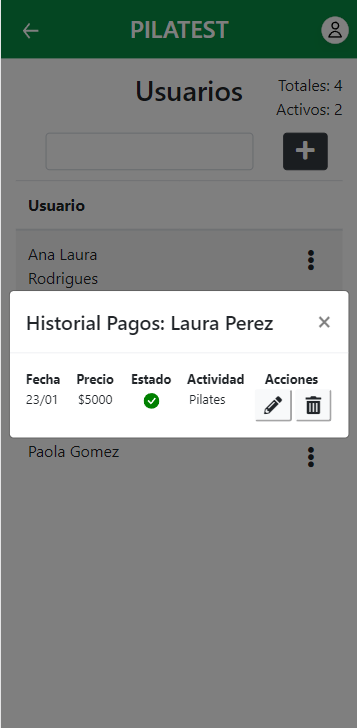 PILATEST
Usuarios
Totales: 4
Activos: 2
Usuario
Ana Laura
Rodrigues
Historial Pagos: Laura Perez
Fecha Precio Estado Actividad Acciones
23/01 $5000 Pilates
Paola Gomez